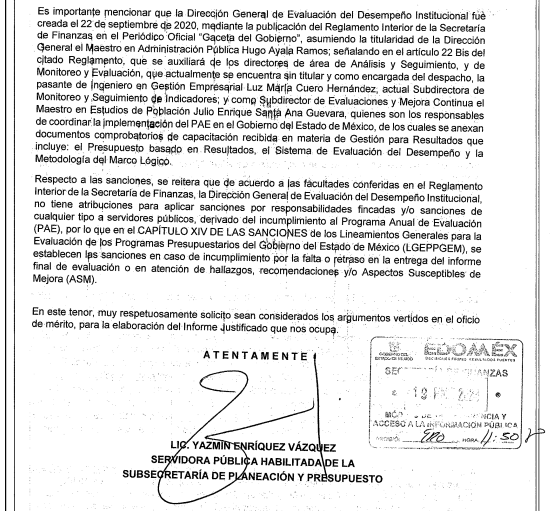 Es importante mencionar que la Dirección General de Evaluación del Desempeño Institucional fue
creada el 22 de septiembre de 2020, mediante la publicación del Reglamento Interior de la Secretaría
de Finanzas en el Periódico Oficial "Gaceta del Gobierno", asumiendo la titularidad de la Dirección
General el Maestro en Administración Pública Hugo Ayala Ramos; señalando en el artículo 22 Bis del
citado Reglamento, que se auxiliará de los directores de área de Análisis y Seguimiento, y de
Monitoreo y Evaluación, que actualmente se encuentra sin titular y como encargada del despacho, la
pasante de Ingeniero en Gestión Empresarial Luz María Cuero Hernández, actual Subdirectora de
Monitoreo y Seguimiento de Indicadores; y como Subdirector de Evaluaciones y Mejora Continua el
Maestro en Estudios de Población Julio Enrique Santa Ana Guevara, quienes son los responsables
de coordinar la implementación del PAE en el Gobierno del Estado de México, de los cuales se anexan
documentos comprobatorios de capacitación recibida en materia de Gestión para Resultados que
incluye: el Presupuesto basado en Resultados, el Sistema de Evaluación del Desempeño y la
Metodología del Marco Lógico.
Respecto a las sanciones, se reitera que de acuerdo a las facultades conferidas en el Reglamento
Interior de la Secretaría de Finanzas, la Dirección General de Evaluación del Desempeño Institucional,
no tiene atribuciones para aplicar sanciones por responsabilidades fincadas y/o sanciones de
cualquier tipo a servidores públicos, derivado del incumplimiento al Programa Anual de Evaluación
(PAE), por lo que en el CAPÍTULO XIV DE LAS SANCIONES de los Lineamientos Generales para la
Evaluación de los Programas Presupuestarios del Gobierno del Estado de México (LGEPPGEM), se
establecen las sanciones en caso de incumplimiento por la falta o retraso en la entrega del informe
final de evaluación o en atención de hallazgos, recomendaciones y/o Aspectos Susceptibles de
Mejora (ASM).
En este tenor, muy respetuosamente solicito sean considerados los argumentos vertidos en el oficio
de mérito, para la elaboración del Informe Justificado que nos ocupa.
ATENTAMENTE
LIC. YAZMÍN ENRÍQUEZ VÁZQUEZ
SERVIDORA PÚBLICA HABILITADA DE LA
SUBSECRETARÍA DE PLANEACIÓN Y PRESUPUESTO
GOBIERNO DEL
ESTADO DE MÉXICO
EDOMÉX
DECISIONES FIRMES, RESULTADOS FUERTES
ACCESO A LA INFORMACIÓN PÚBLICA
HORA 11:50